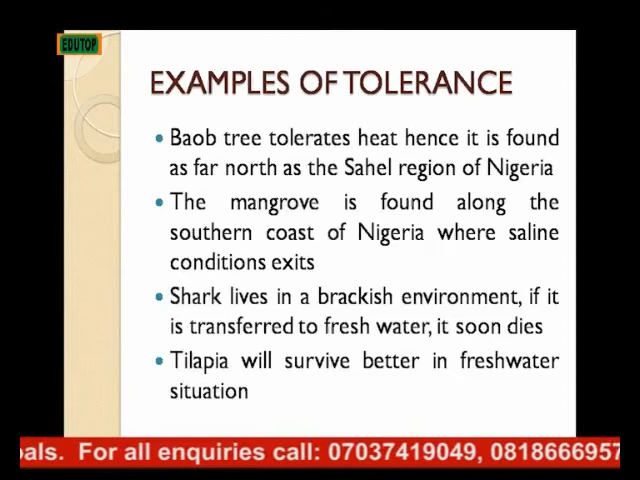 EDUTOP
EXAMPLES OF TOLERANCE
• Baob tree tolerates heat hence it is found
as far north as the Sahel region of Nigeria
• The mangrove is found along the
southern coast of Nigeria where saline
conditions exits
• Shark lives in a brackish environment, if it
is transferred to fresh water, it soon dies
• Tilapia will survive better in freshwater
situation
oals. For all enquiries call: 07037419049, 0818666957